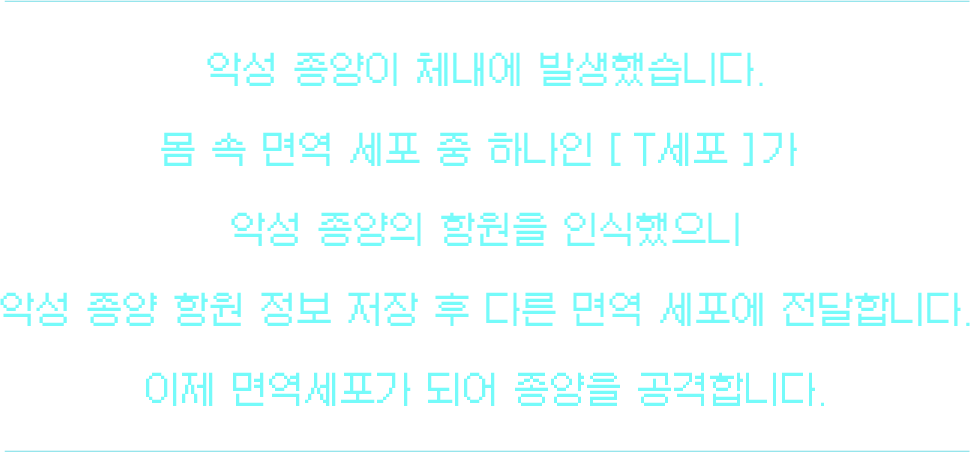 악성 종양이 체내에 발생했습니다.
몸 속 면역 세포 중 하나인 [ T세포 ]가
악성 종양의 항원을 인식했으니
악성 종양 항원 정보 저장 후 다른 면역 세포에 전달합니다.
이제 면역세포가 되어 종양을 공격합니다.